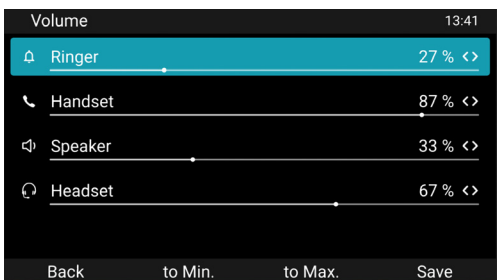 Volume 13:41
Ringer 27 % <>
Handset 87 % <>
Speaker 33 % <>
Headset 67 % <>
Back to Min. to Max. Save